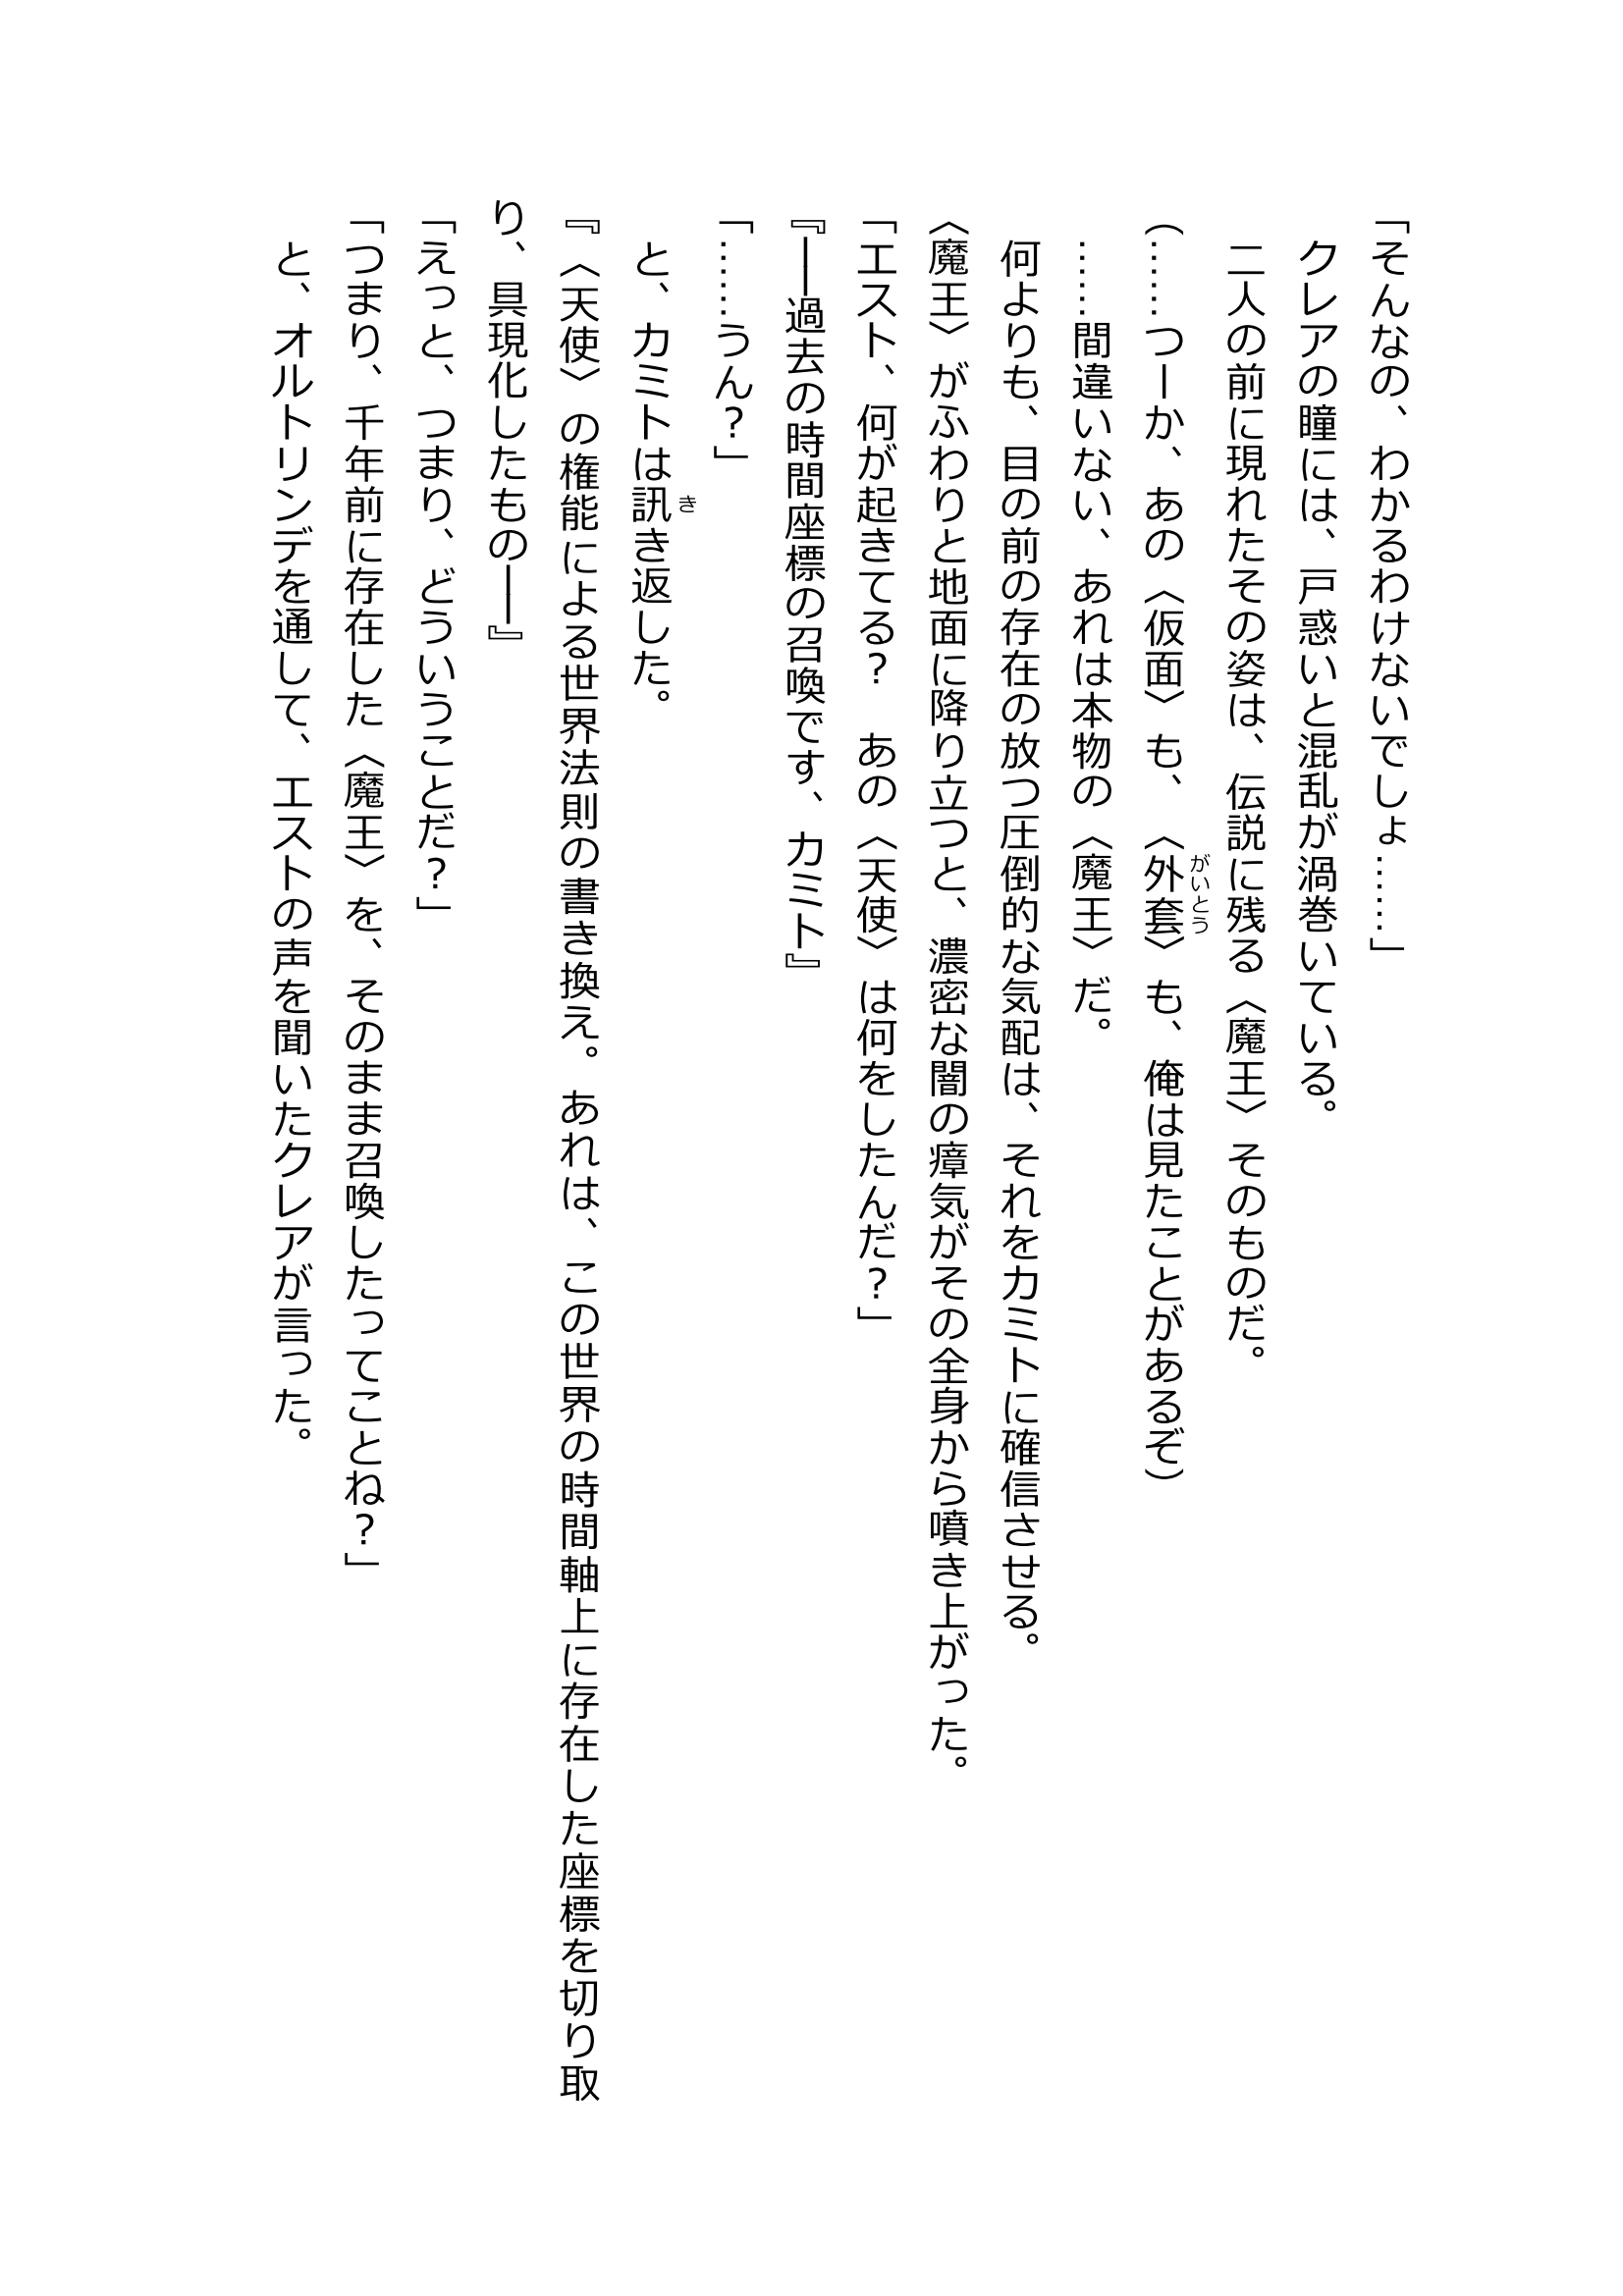 「そんなの、わかるわけないでしょ……」
　クレアの瞳には、戸惑いと混乱が渦巻いている。
　二人の前に現れたその姿は、伝説に残る〈魔王〉そのものだ。
（……つーか、あの〈仮面〉も、〈外套〉も、俺は見たことがあるぞ）
がいとう
　……間違いない、あれは本物の〈魔王〉だ。
　何よりも、目の前の存在の放つ圧倒的な気配は、それをカミトに確信させる。
〈魔王〉がふわりと地面に降り立つと、濃密な闇の瘴気がその全身から噴き上がった。
「エスト、何が起きてる？　あの〈天使〉は何をしたんだ？」
『――過去の時間座標の召喚です、カミト』
「……うん？」
　と、カミトは訊き返した。
き
『〈天使〉の権能による世界法則の書き換え。あれは、この世界の時間軸上に存在した座標を切り取
り、具現化したもの――』
「えっと、つまり、どういうことだ？」
「つまり、千年前に存在した〈魔王〉を、そのまま召喚したってことね？」
　と、オルトリンデを通して、エストの声を聞いたクレアが言った。